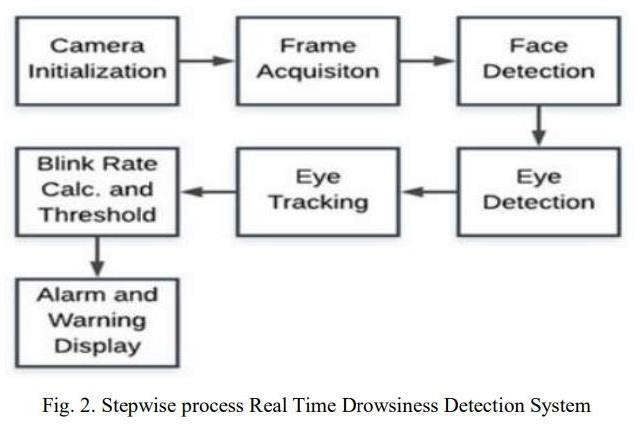 Camera
Initialization
Frame
Acquisiton
Face
Detection
Eye
Detection
Eye
Tracking
Blink Rate
Calc. and
Threshold
Alarm and
Warning
Display
Fig. 2. Stepwise process Real Time Drowsiness Detection System